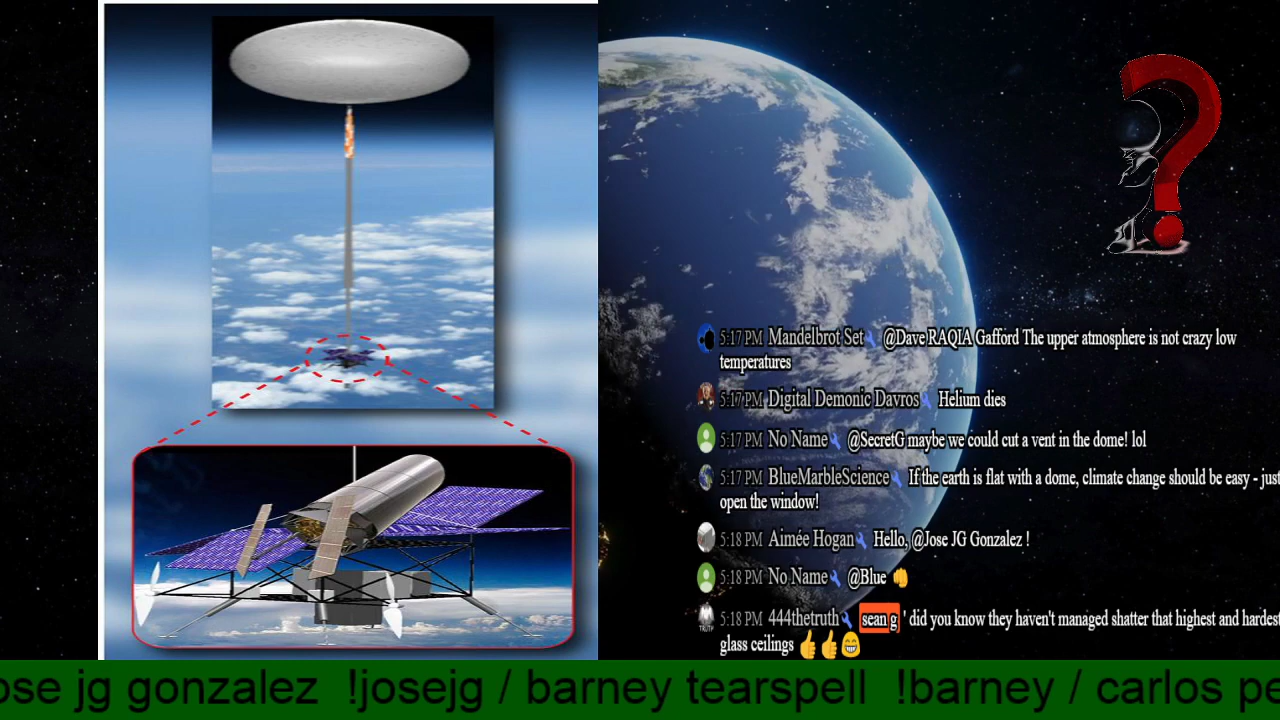 ?
5:17 PM Mandelbrot Set @Dave RAQIA Gafford The upper atmosphere is not crazy low
temperatures
5:17 PM Digital Demonic Davros Helium dies
5:17 PM No Name @SecretG maybe we could cut a vent in the dome! lol
5:17 PM BlueMarbleScience If the earth is flat with a dome, climate change should be easy - just
open the window!
5:18 PM Aimée Hogan Hello, @Jose JG Gonzalez !
5:18 PM No Name @Blue 👊
TRUTH 5:18 PM 444thetruth sean g ' did you know they haven't managed shatter that highest and hardest
glass ceilings 👍👍😁
ose jg gonzalez !josejg / barney tearspell !barney / carlos pe